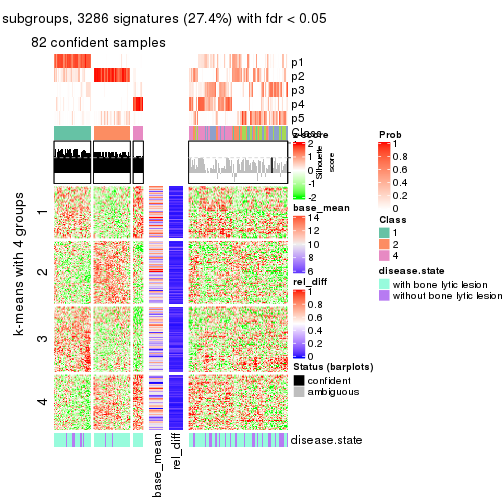 subgroups, 3286 signatures (27.4%) with fdr < 0.05
82 confident samples
p1
p2
p3
p4
p5
Class
z-score
2
1
0
-1
-2
Silhouette
score
Prob
1
0.8
0.6
0.4
0.2
0
Class
1
2
4
base_mean
14
12
10
8
6
disease.state
with bone lytic lesion
without bone lytic lesion
rel_diff
1
0.8
0.6
0.4
0.2
0
Status (barplots)
confident
ambiguous
k-means with 4 groups
1
2
3
4
disease.state
base_mean
rel_diff